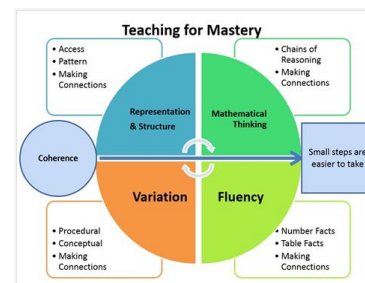 Teaching for Mastery
• Access
• Pattern
• Making
Connections
• Chains of
Reasoning
• Making
Connections
Representation
& Structure
Mathematical
Thinking
Coherence
Small steps are
easier to take
Variation
Fluency
• Procedural
• Conceptual
• Making
Connections
• Number Facts
• Table Facts
• Making
Connections